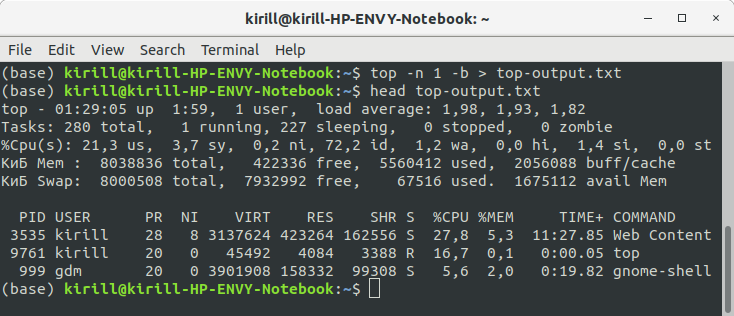 kirill@kirill-HP-ENVY-Notebook: ~
File Edit View Search Terminal Help
(base) kirill@kirill-HP-ENVY-Notebook:~$ top -n 1 -b > top-output.txt
(base) kirill@kirill-HP-ENVY-Notebook:~$ head top-output.txt
top - 01:29:05 up  1:59,  1 user,  load average: 1,98, 1,93, 1,82
Tasks: 280 total,   1 running, 227 sleeping,   0 stopped,   0 zombie
%Cpu(s): 21,3 us,  3,7 sy,  0,2 ni, 72,2 id,  1,2 wa,  0,0 hi,  1,4 si,  0,0 st
КиБ Mem :  8038836 total,   422336 free,  5560412 used,  2056088 buff/cache
КиБ Swap:  8000508 total,  7932992 free,    67516 used.  1675112 avail Mem
  PID USER      PR  NI    VIRT    RES    SHR S  %CPU %MEM     TIME+ COMMAND
 3535 kirill    28   8 3137624 423264 162556 S  27,8  5,3  11:27.85 Web Content
 9761 kirill    20   0   45492   4084   3388 R  16,7  0,1   0:00.05 top
  999 gdm       20   0 3901908 158332  99308 S   5,6  2,0   0:19.82 gnome-shell
(base) kirill@kirill-HP-ENVY-Notebook:~$